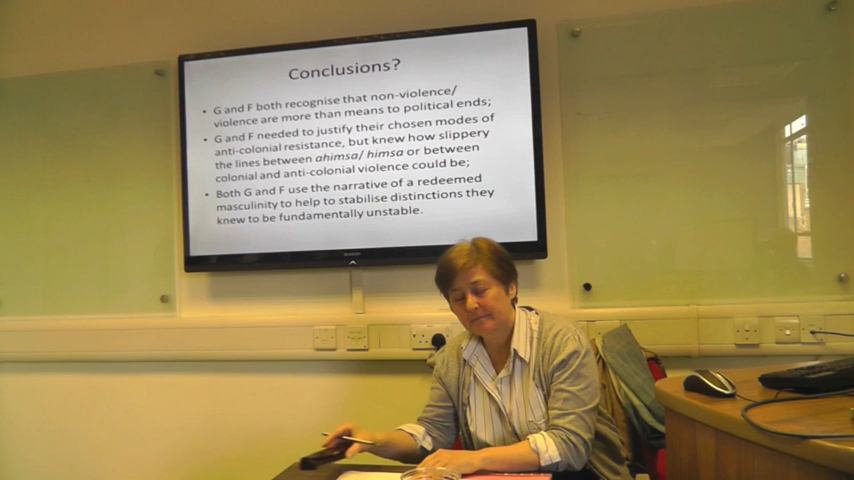 Conclusions?
• G and F both recognise that non-violence/
violence are more than means to political ends;
• G and F needed to justify their chosen modes of
anti-colonial resistance, but knew how slippery
the lines between ahimsa/ himsa or between
colonial and anti-colonial violence could be;
• Both G and F use the narrative of a redeemed
masculinity to help to stabilise distinctions they
knew to be fundamentally unstable.
SHARP